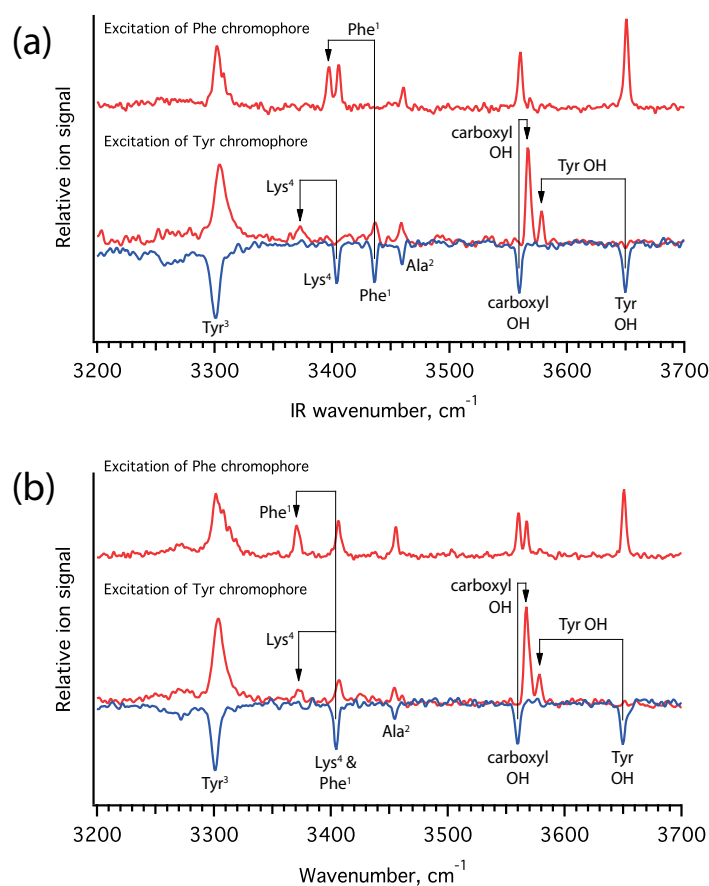 (a)
Excitation of Phe chromophore
Phe¹
Relative ion signal
Excitation of Tyr chromophore
carboxyl
OH
Lys⁴
Tyr OH
Lys⁴
Phe¹
Ala²
Tyr³
carboxyl
OH
Tyr
OH
3200 3300 3400 3500 3600 3700
IR wavenumber, cm⁻¹
(b)
Excitation of Phe chromophore
Phe¹
Relative ion signal
Excitation of Tyr chromophore
carboxyl
OH
Lys⁴
Tyr OH
Ala²
Tyr³
Lys⁴ &
Phe¹
carboxyl
OH
Tyr
OH
3200 3300 3400 3500 3600 3700
Wavenumber, cm⁻¹